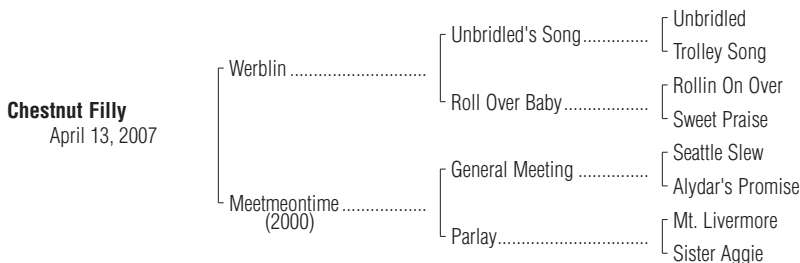 Unbridled
Unbridled's Song..............
Trolley Song
Werblin .............................
Rollin On Over
Roll Over Baby..................
Sweet Praise
Chestnut Filly
April 13, 2007
Seattle Slew
General Meeting ...............
Alydar's Promise
Meetmeontime..................
(2000)
Mt. Livermore
Parlay................................
Sister Aggie